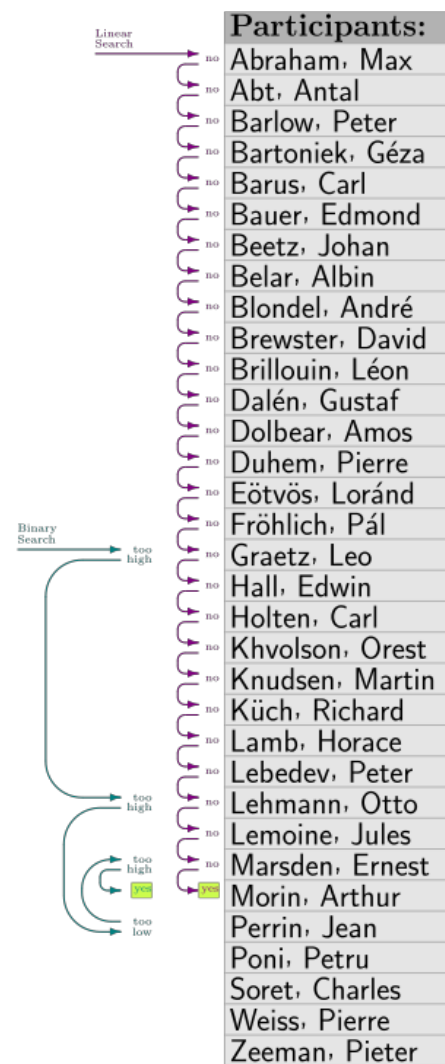 Linear
Search
Participants:
no
Abraham, Max
no
Abt, Antal
no
Barlow, Peter
no
Bartoniek, Géza
no
Barus, Carl
no
Bauer, Edmond
no
Beetz, Johan
no
Belar, Albin
no
Blondel, André
no
Brewster, David
no
Brillouin, Léon
no
Dalén, Gustaf
no
Dolbear, Amos
no
Duhem, Pierre
no
Eötvös, Loránd
no
Fröhlich, Pál
Binary
Search
too
high
no
Graetz, Leo
no
Hall, Edwin
no
Holten, Carl
no
Khvolson, Orest
no
Knudsen, Martin
no
Küch, Richard
no
Lamb, Horace
no
Lebedev, Peter
too
high
no
Lehmann, Otto
no
Lemoine, Jules
too
high
no
Marsden, Ernest
yes
yes
Morin, Arthur
too
low
Perrin, Jean
Poni, Petru
Soret, Charles
Weiss, Pierre
Zeeman, Pieter